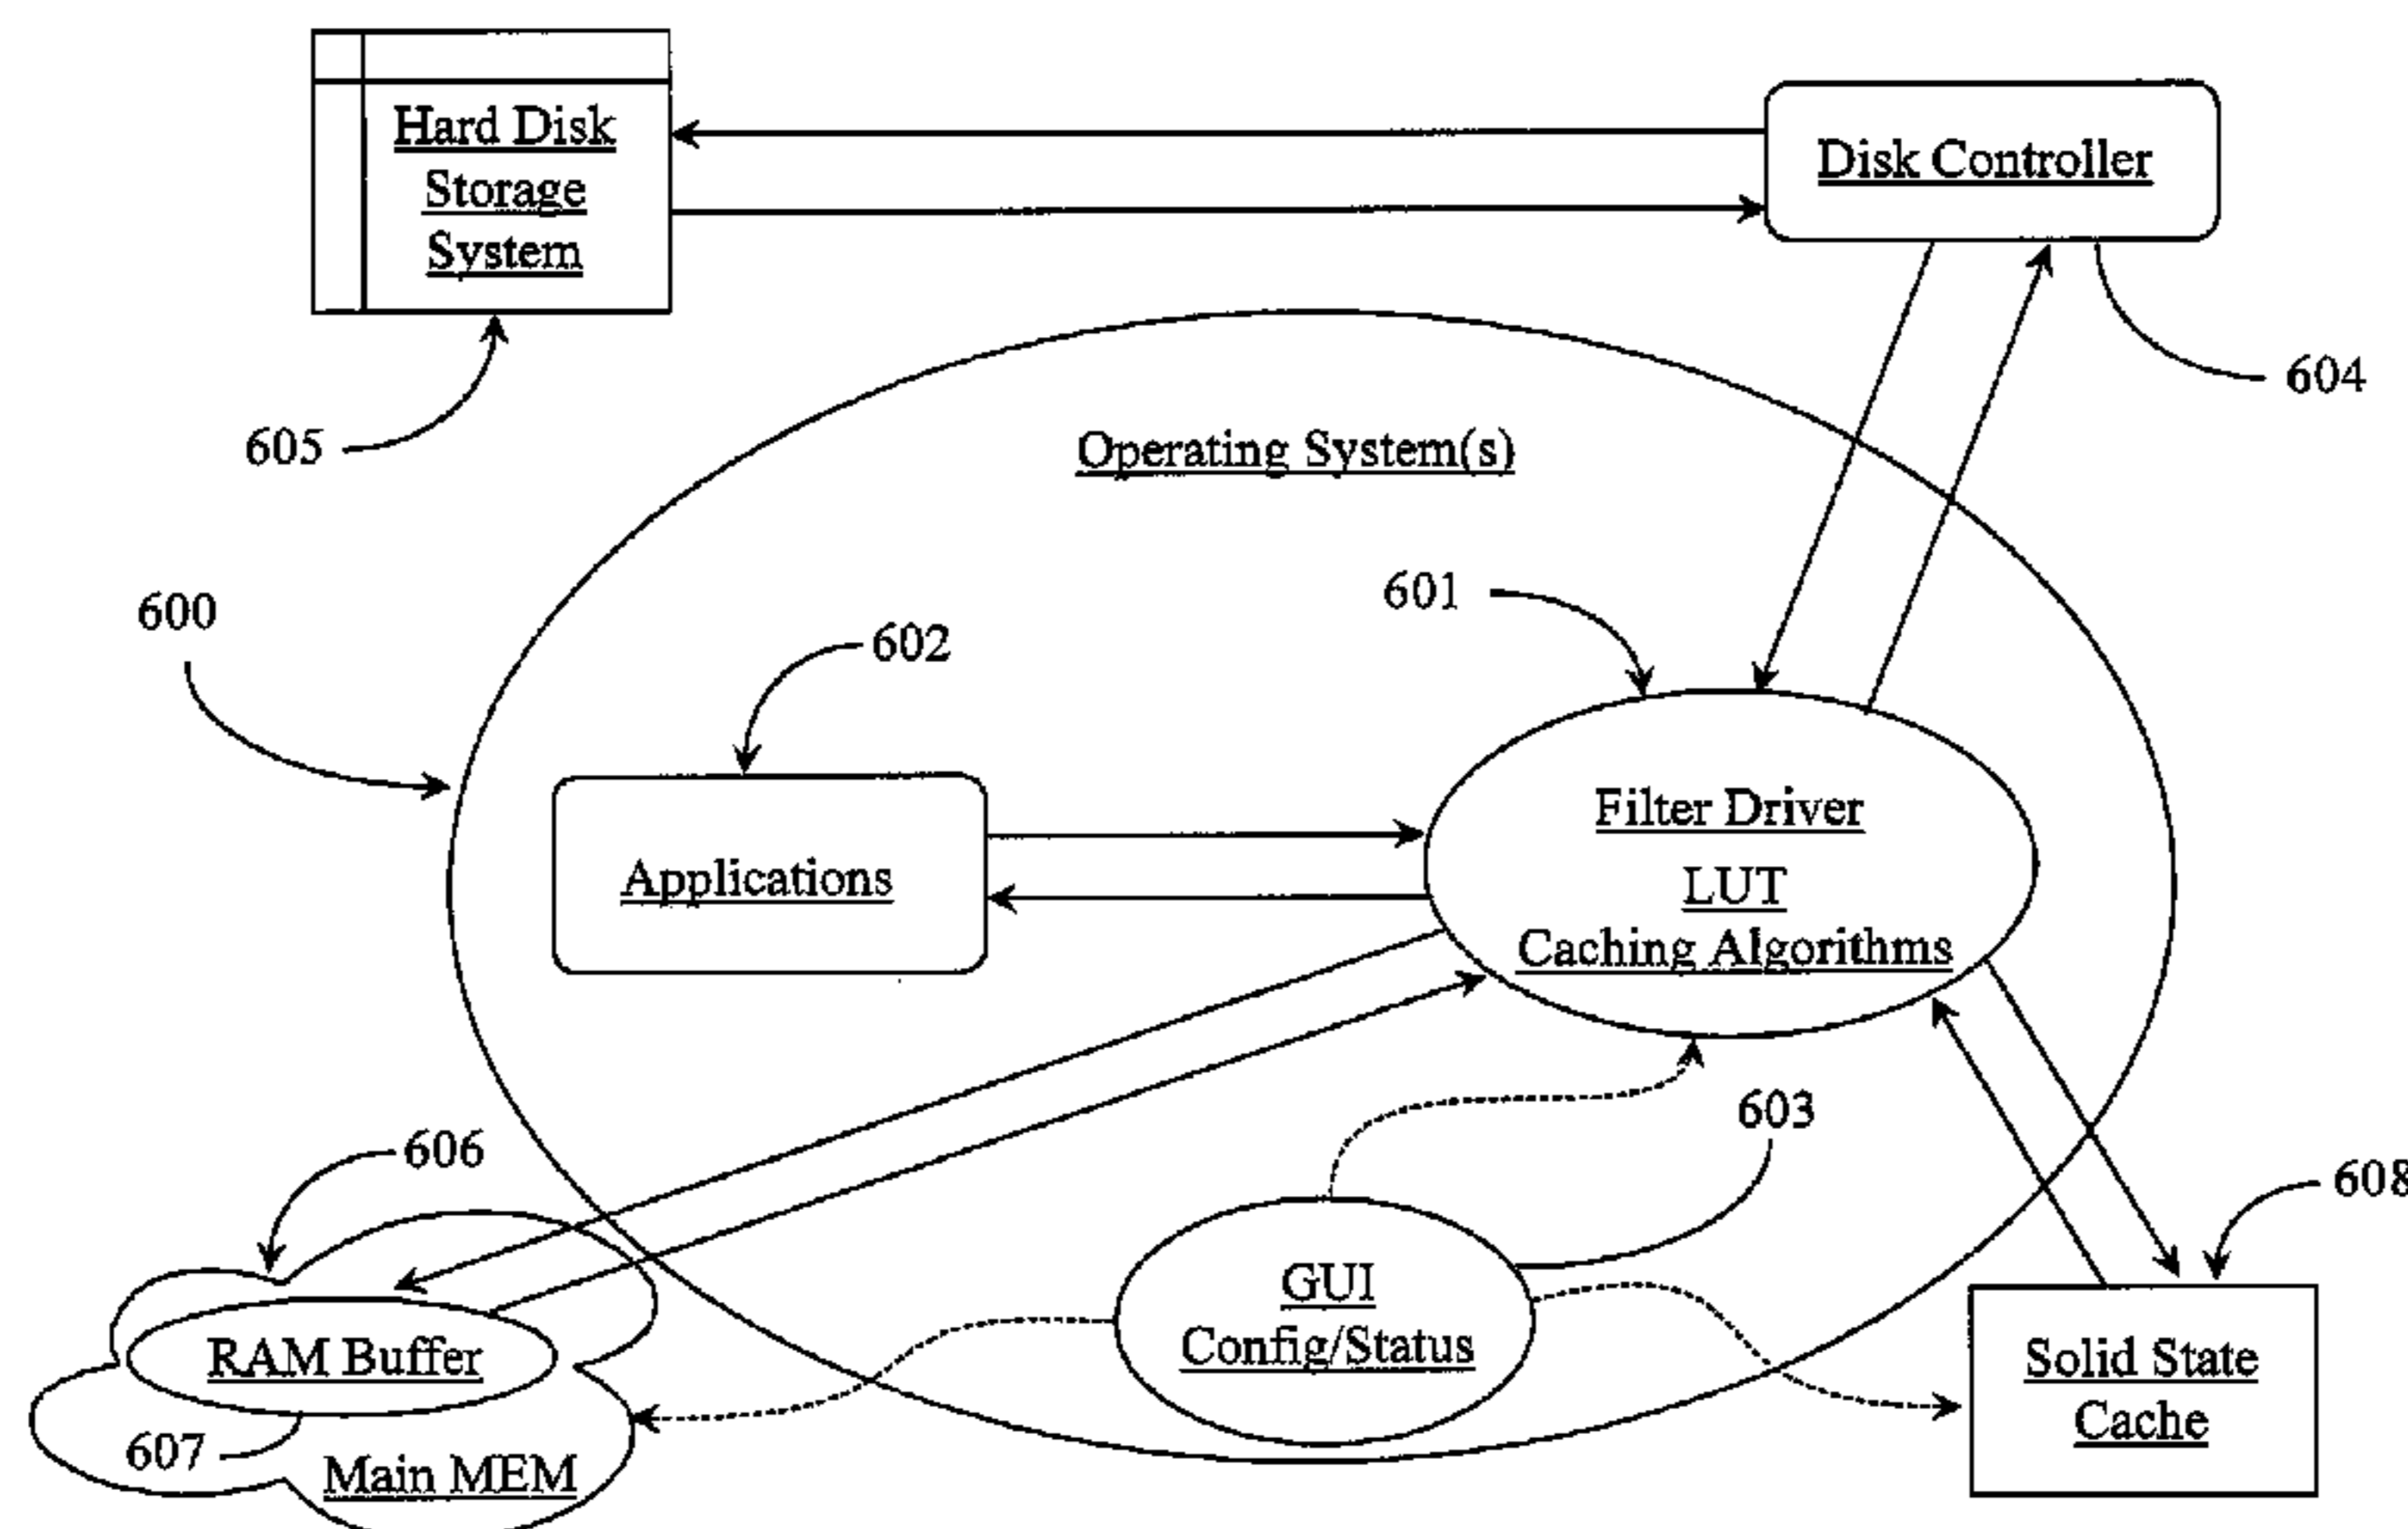 Hard Disk
Storage
System
Disk Controller
604
605
Operating System(s)
600
601
602
Filter Driver
LUT
Caching Algorithms
Applications
603
606
608
GUI
Config/Status
RAM Buffer
Solid State
Cache
607
Main MEM